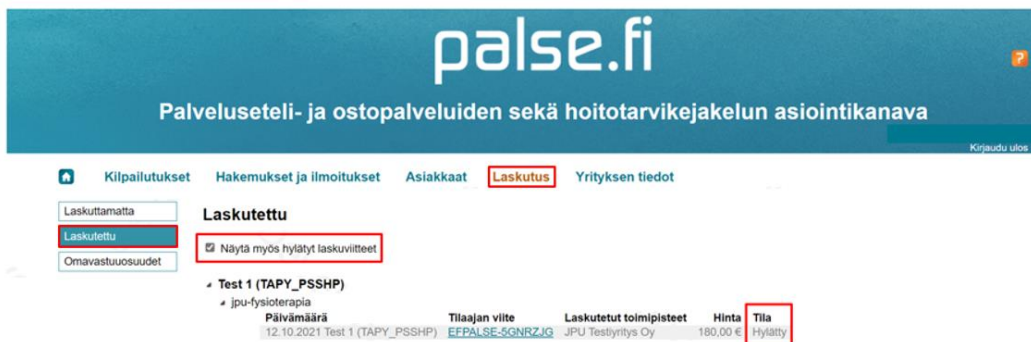 palse.fi
?
Palveluseteli- ja ostopalveluiden sekä hoitotarvikejakelun asiointikanava
Kirjaudu ulos
Kilpailutukset Hakemukset ja ilmoitukset Asiakkaat Laskutus Yrityksen tiedot
Laskuttamatta
Laskutettu
Omavastuuosuudet
Laskutettu
Näytä myös hylätyt laskuviitteet
Test 1 (TAPY_PSSHP)
jpu-fysioterapia
Päivämäärä Tilaajan viite Laskutetut toimipisteet Hinta Tila
12.10.2021 Test 1 (TAPY_PSSHP) EFPALSE-5GNRZJG JPU Testiyritys Oy 180,00 € Hylätty